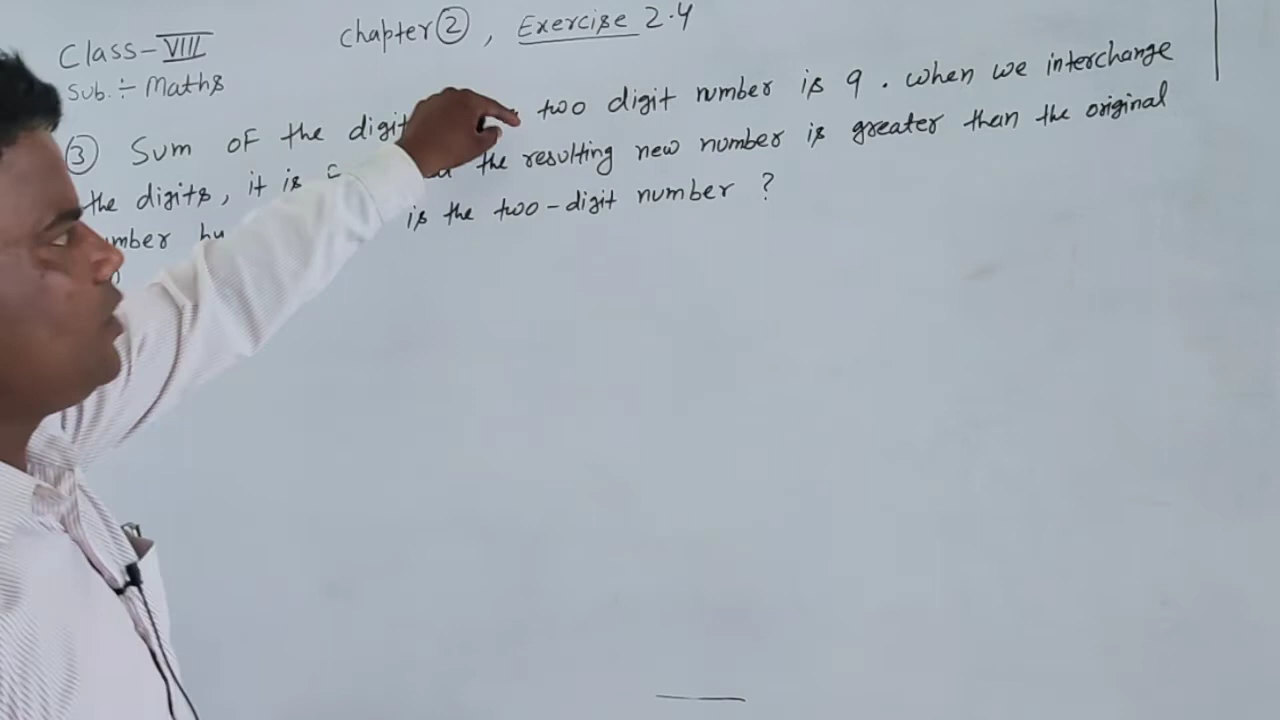 Class-VIII
chapter 2, Exercise 2.4
Sub. ÷ Maths
3 Sum of the digit two digit number is 9. When we interchange
the digits, it is the resulting new number is greater than the original
is the two-digit number ?